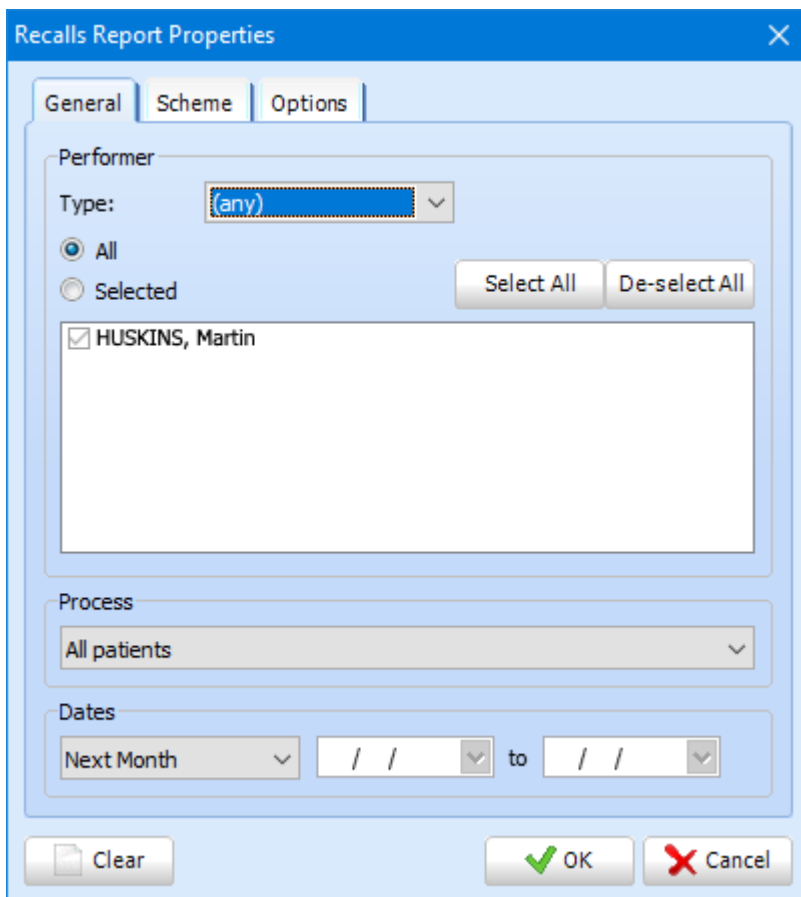 Recalls Report Properties
General Scheme Options
Performer
Type: (any)
All
Selected Select All De-select All
HUSKINS, Martin
Process
All patients
Dates
Next Month / / to / /
Clear OK Cancel